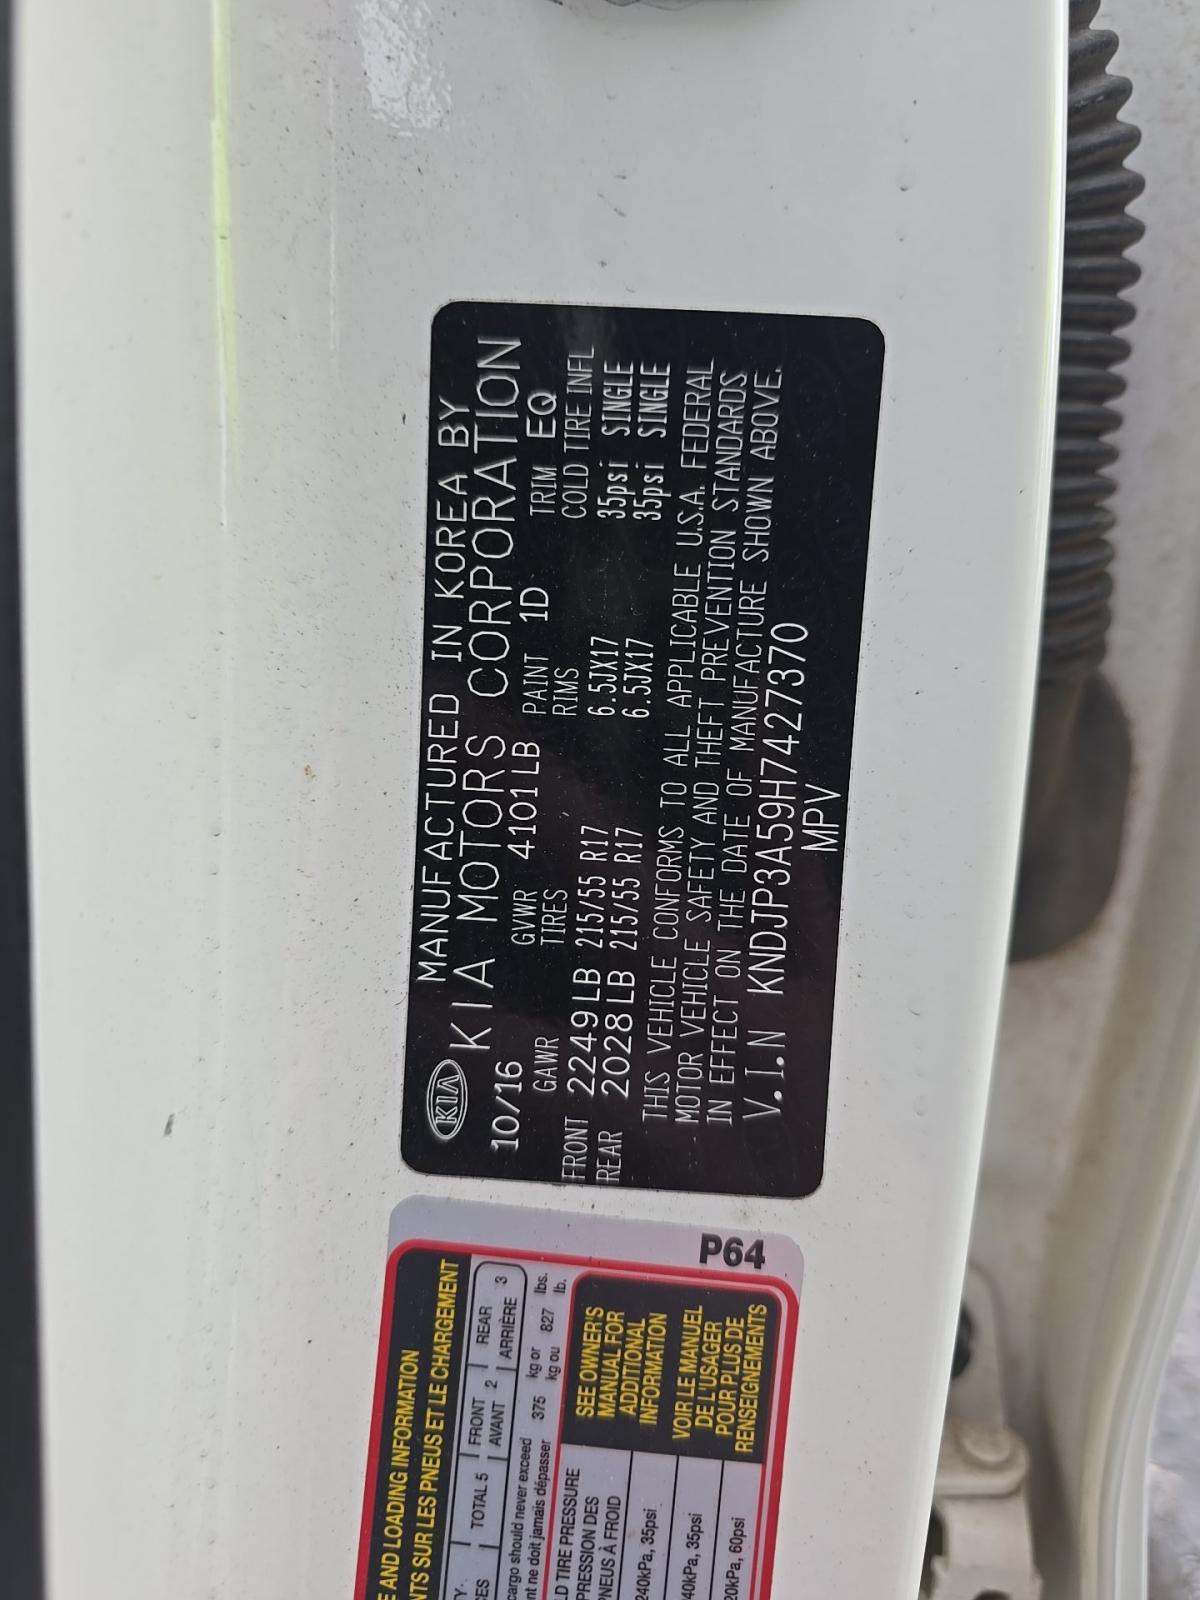 KIA
MANUFACTURED IN KOREA BY
KIA MOTORS CORPORATION
10/16 GVWR 4101LB PAINT 1D TRIM EQ
GAWR TIRES RIMS COLD TIRE INFL
FRONT 2249LB 215/55 R17 6.5JX17 35psi SINGLE
REAR 2028LB 215/55 R17 6.5JX17 35psi SINGLE
THIS VEHICLE CONFORMS TO ALL APPLICABLE U.S.A. FEDERAL
MOTOR VEHICLE SAFETY AND THEFT PREVENTION STANDARDS
IN EFFECT ON THE DATE OF MANUFACTURE SHOWN ABOVE.
V.I.N KNDJP3A59H7427370
MPV
AND LOADING INFORMATION
SUR LES PNEUS ET LE CHARGEMENT
TOTAL 5 FRONT 2 REAR 3
AVANT ARRIÈRE
cargo should never exceed 375 kg or 827 lbs.
ne doit jamais dépasser kg ou lb.
TIRE PRESSURE
PRESSION DES
PNEUS À FROID
240kPa, 35psi
40kPa, 35psi
20kPa, 60psi
SEE OWNER'S
MANUAL FOR
ADDITIONAL
INFORMATION
VOIR LE MANUEL
DE L'USAGER
POUR PLUS DE
RENSEIGNEMENTS
P64